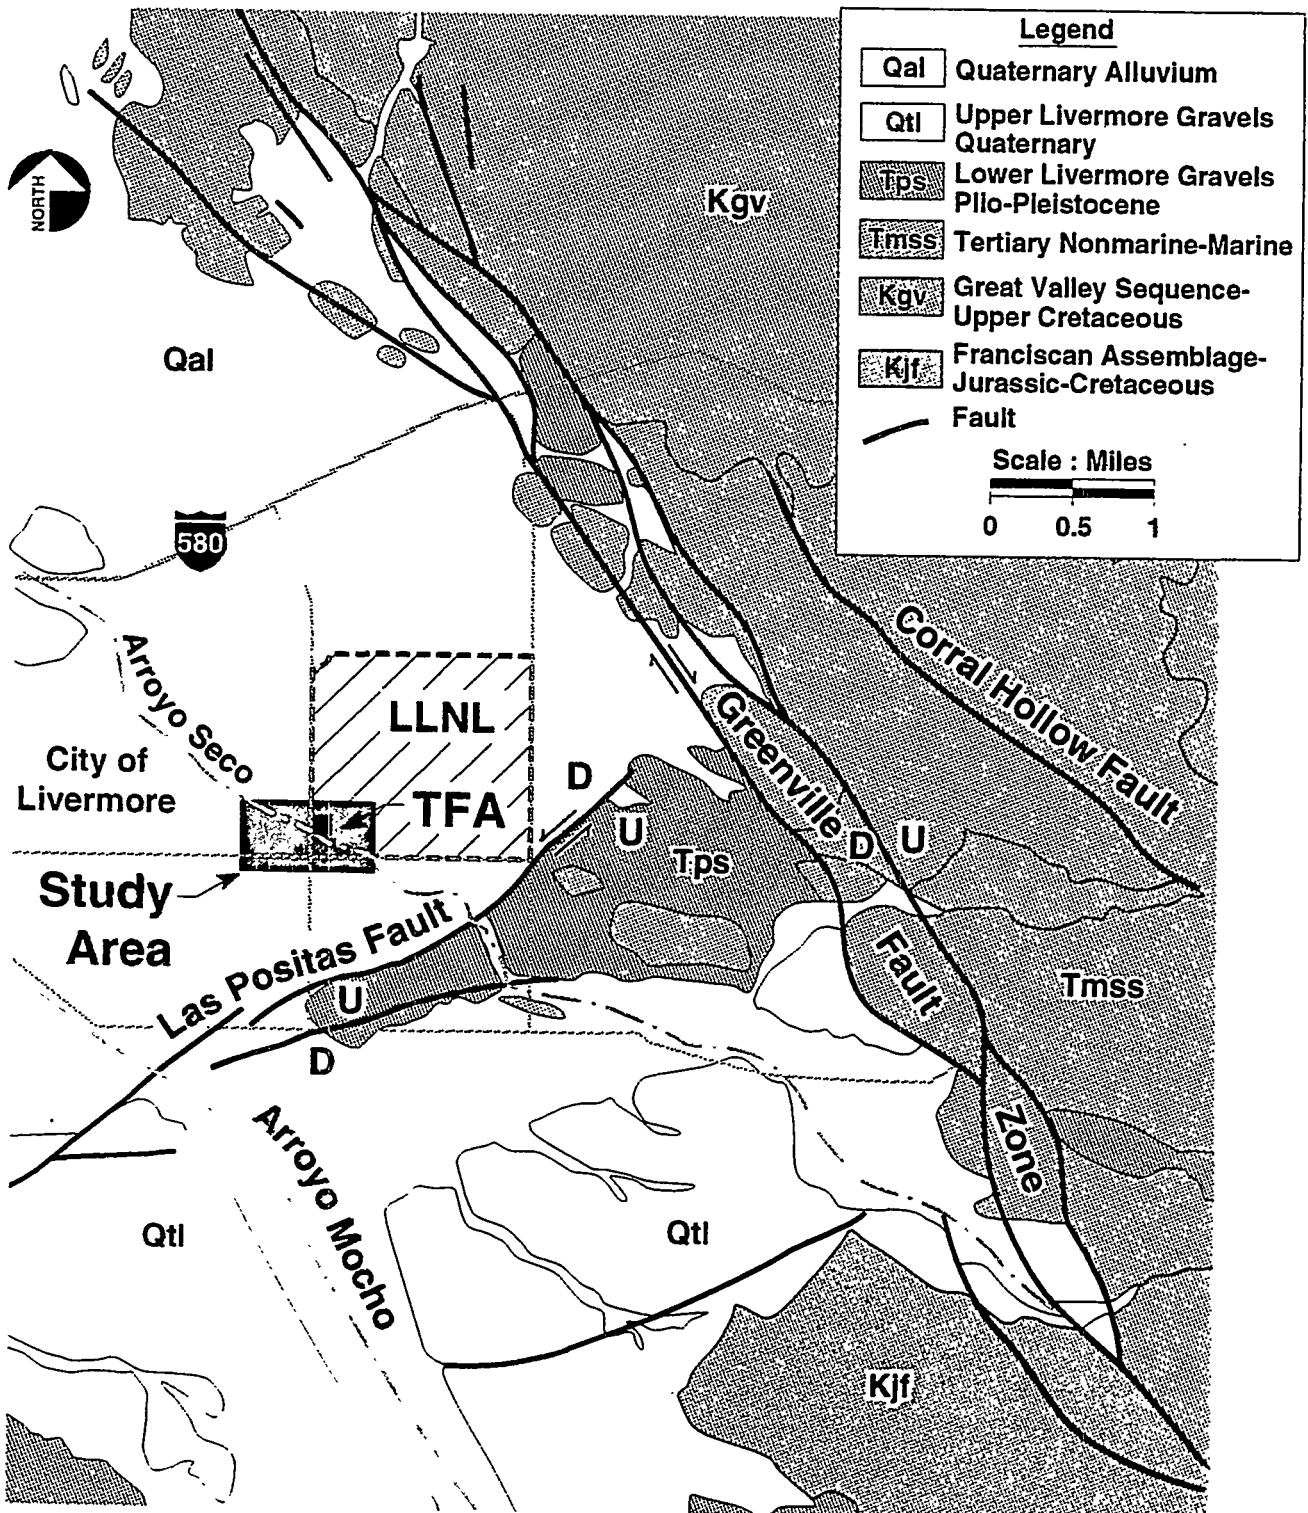 Legend
Qal Quaternary Alluvium
Qtl Upper Livermore Gravels
Quaternary
Tps Lower Livermore Gravels
Plio-Pleistocene
Tmss Tertiary Nonmarine-Marine
Kgv Great Valley Sequence-
Upper Cretaceous
Kjf Franciscan Assemblage-
Jurassic-Cretaceous
Fault
Scale : Miles
0 0.5 1
NORTH
Kgv
Qal
580
Arroyo Seco
LLNL
City of
Livermore
TFA
Study
Area
D
U
Tps
Corral Hollow Fault
Greenville
D U
Fault
Zone
Las Positas Fault
U
D
Tmss
Arroyo Mocho
Qtl
Qtl
Kjf